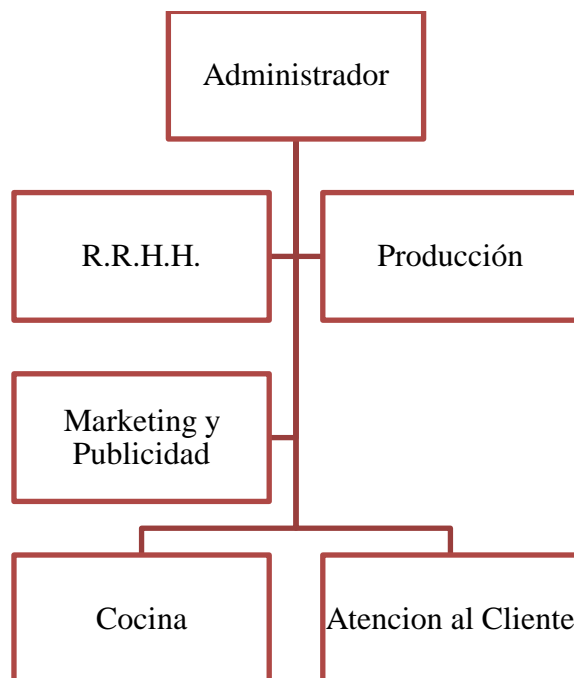 Administrador
R.R.H.H.
Producción
Marketing y
Publicidad
Cocina
Atencion al Cliente